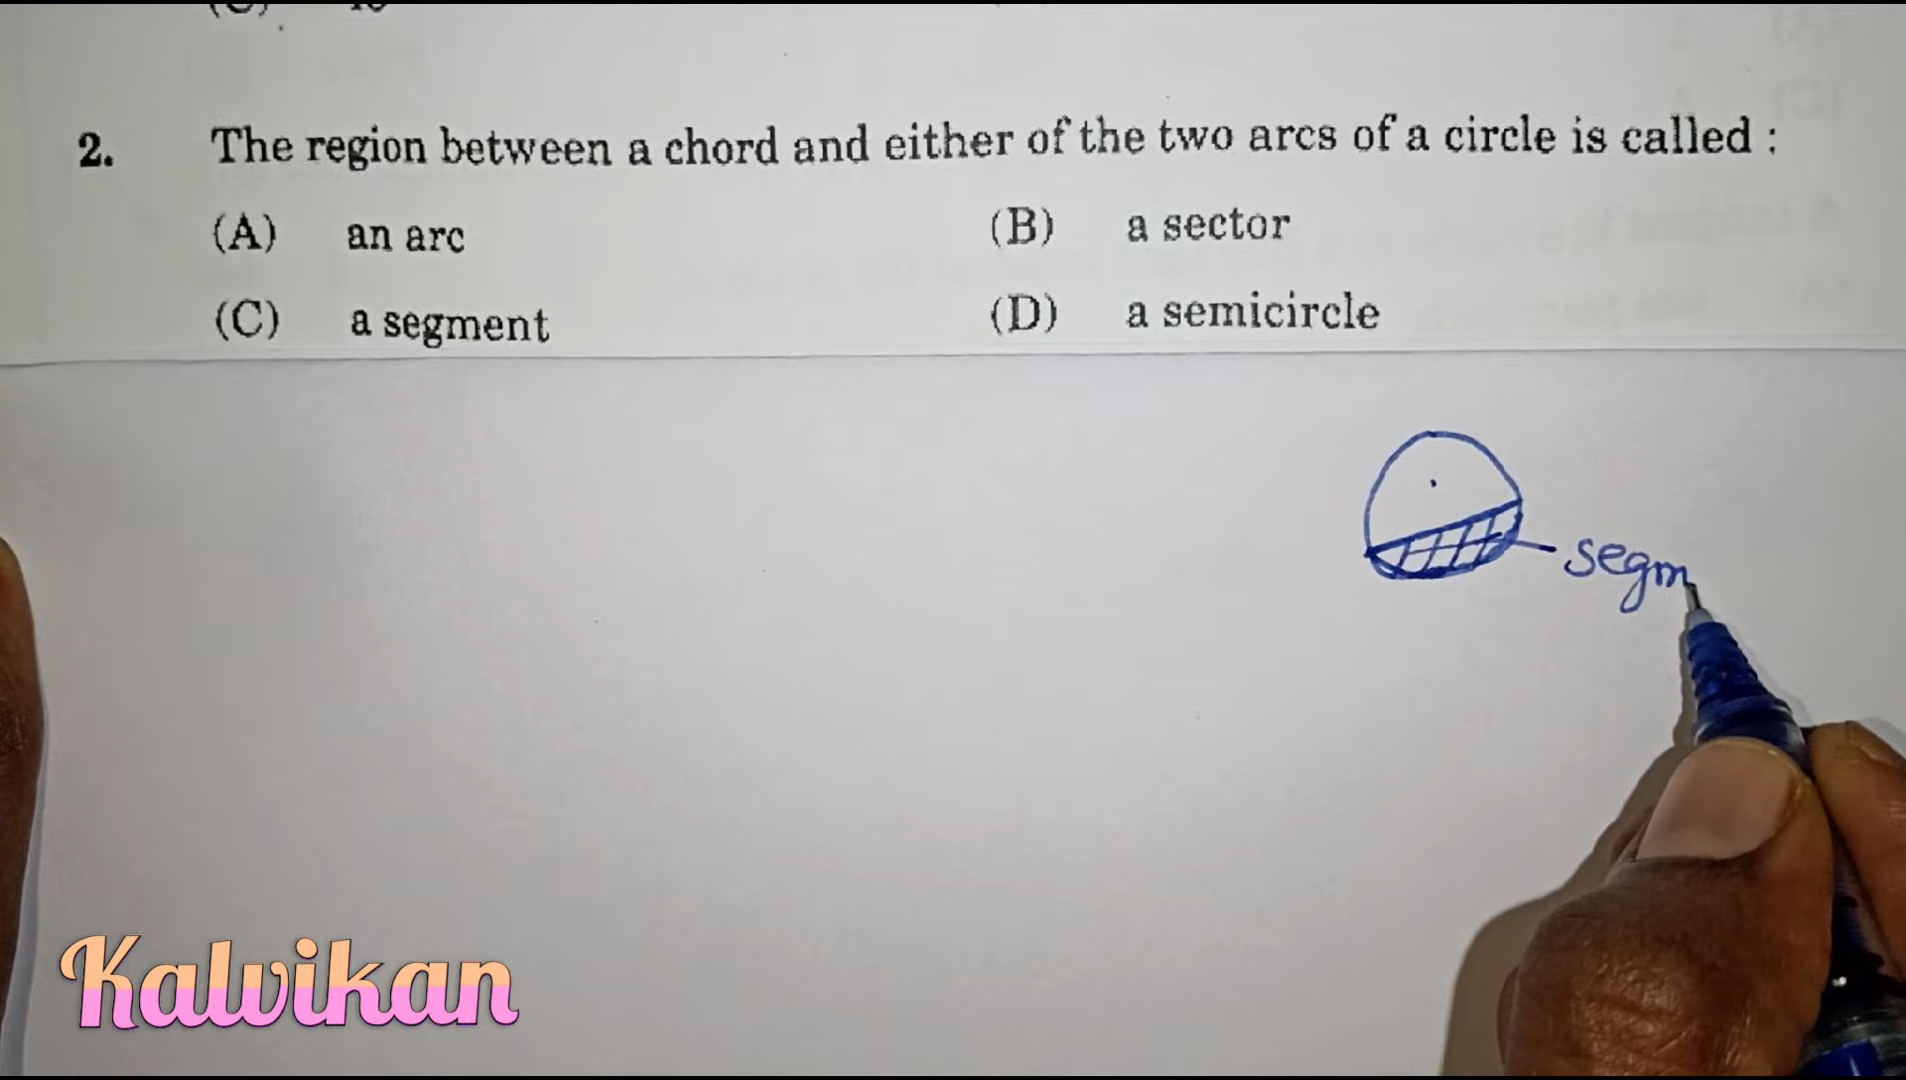 2. The region between a chord and either of the two arcs of a circle is called :
(A) an arc (B) a sector
(C) a segment (D) a semicircle
segm
Kalvikan